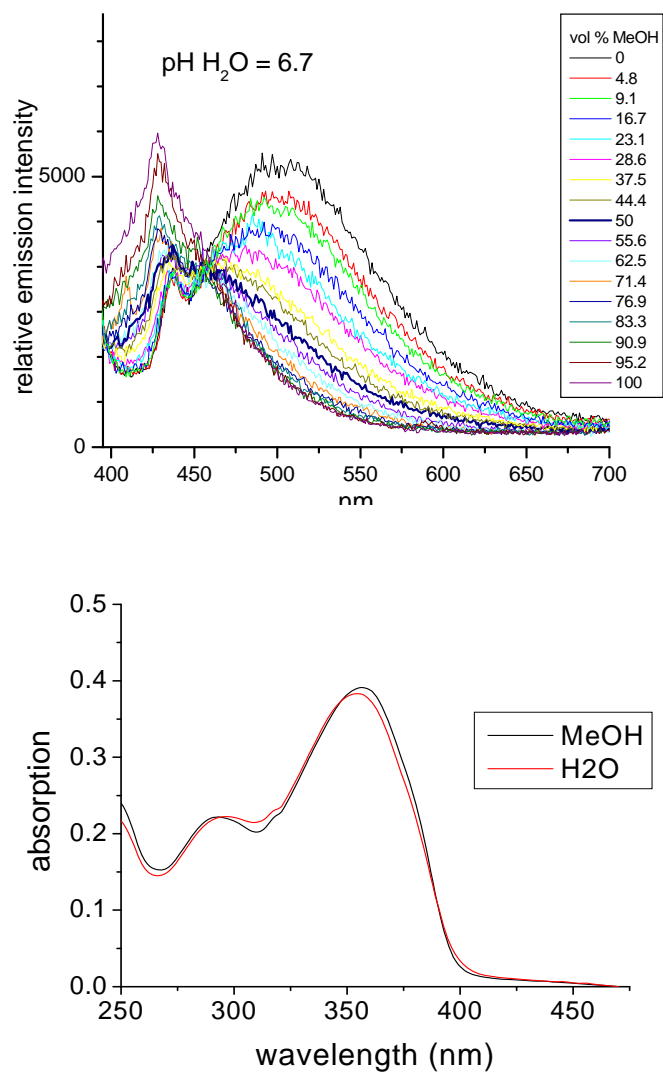 pH H₂O = 6.7
vol % MeOH
0
4.8
9.1
16.7
23.1
28.6
37.5
44.4
50
55.6
62.5
71.4
76.9
83.3
90.9
95.2
100
relative emission intensity
5000
0
400 450 500 550 600 650 700
nm
0.5
0.4
0.3
0.2
0.1
0.0
absorption
MeOH
H2O
250 300 350 400 450
wavelength (nm)